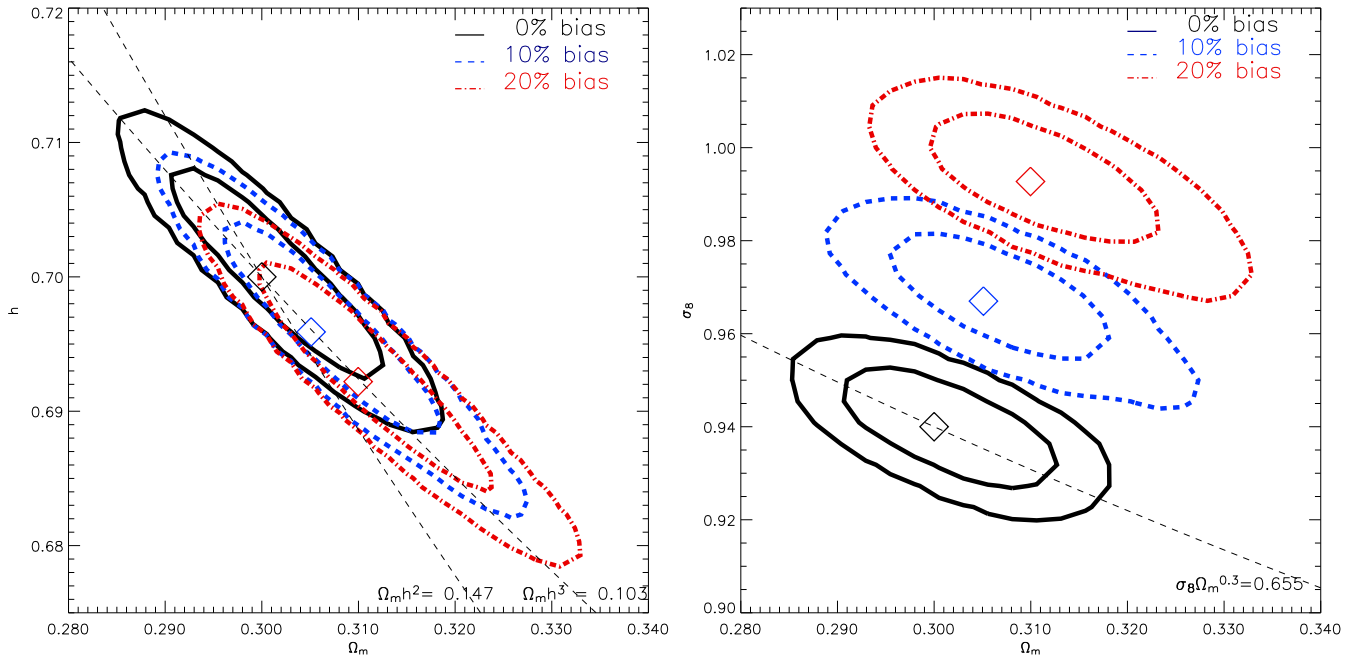 0.72
0% bias
10% bias
20% bias
0.71
0.70
h
0.69
0.68
Ωmh²= 0.147
Ωmh³ = 0.103
0.280
0.290
0.300
0.310
0.320
0.330
0.340
Ωm
0% bias
10% bias
20% bias
1.02
1.00
0.98
σ8
0.96
0.94
0.92
0.90
σ8Ωm^0.3=0.655
0.280
0.290
0.300
0.310
0.320
0.330
0.340
Ωm